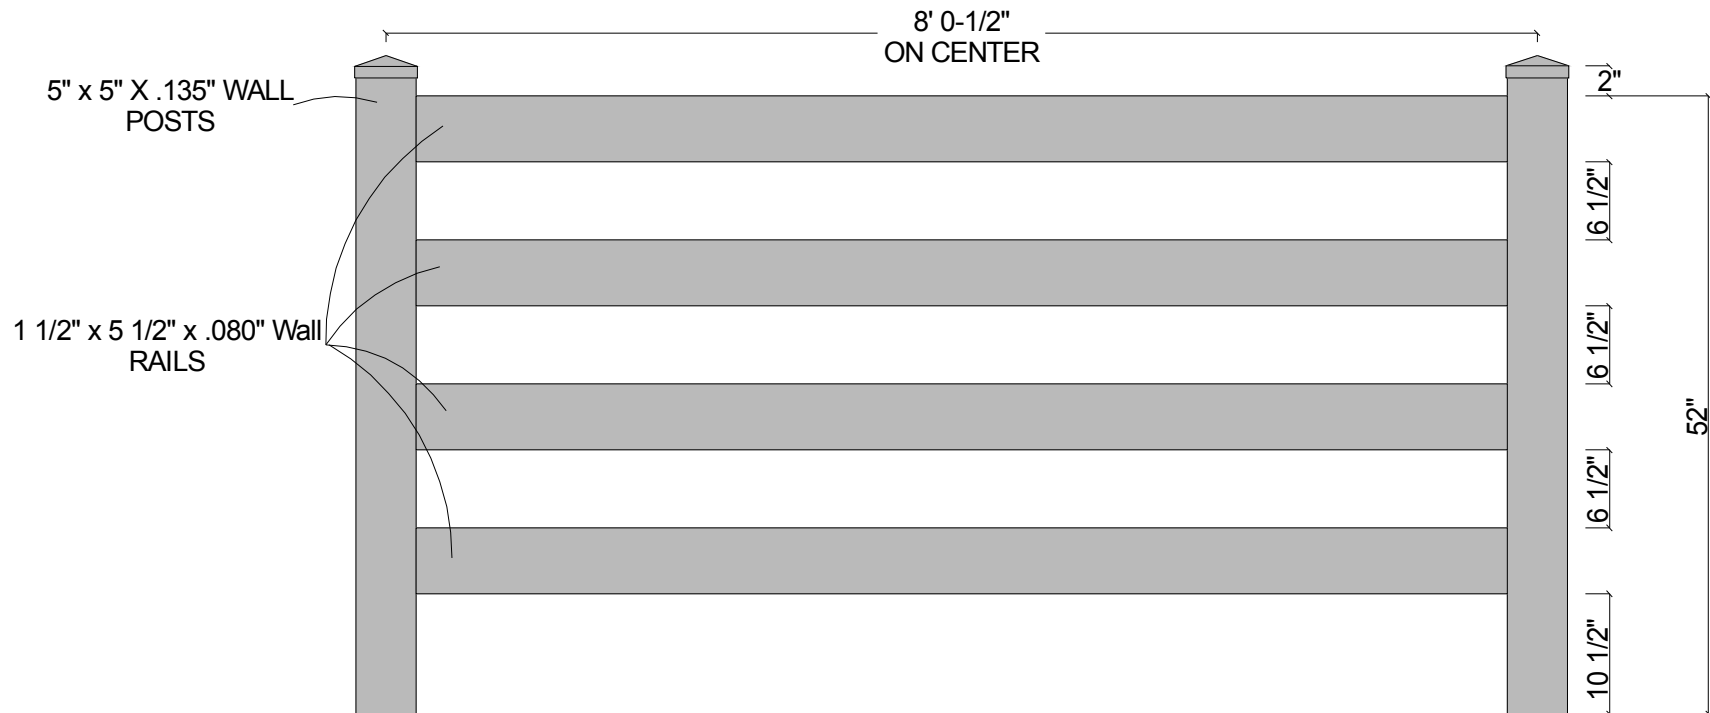 8' 0-1/2"
ON CENTER
5" x 5" X .135" WALL
POSTS
2"
6 1/2"
6 1/2"
1 1/2" x 5 1/2" x .080" Wall
RAILS
52"
6 1/2"
10 1/2"